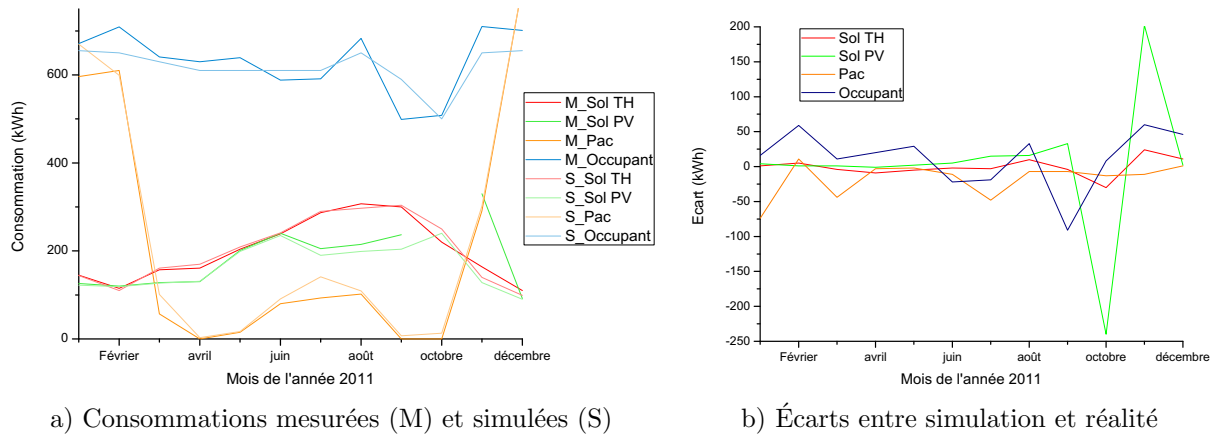 600
400
200
0
Consommation (kWh)
Février
avril
juin
août
octobre
décembre
Mois de l'année 2011
M_Sol TH
M_Sol PV
M_Pac
M_Occupant
S_Sol TH
S_Sol PV
S_Pac
S_Occupant
a) Consommations mesurées (M) et simulées (S)
200
150
100
50
0
-50
-100
-150
-200
-250
Ecart (kWh)
Sol TH
Sol PV
Pac
Occupant
Février
avril
juin
août
octobre
décembre
Mois de l'année 2011
b) Écarts entre simulation et réalité